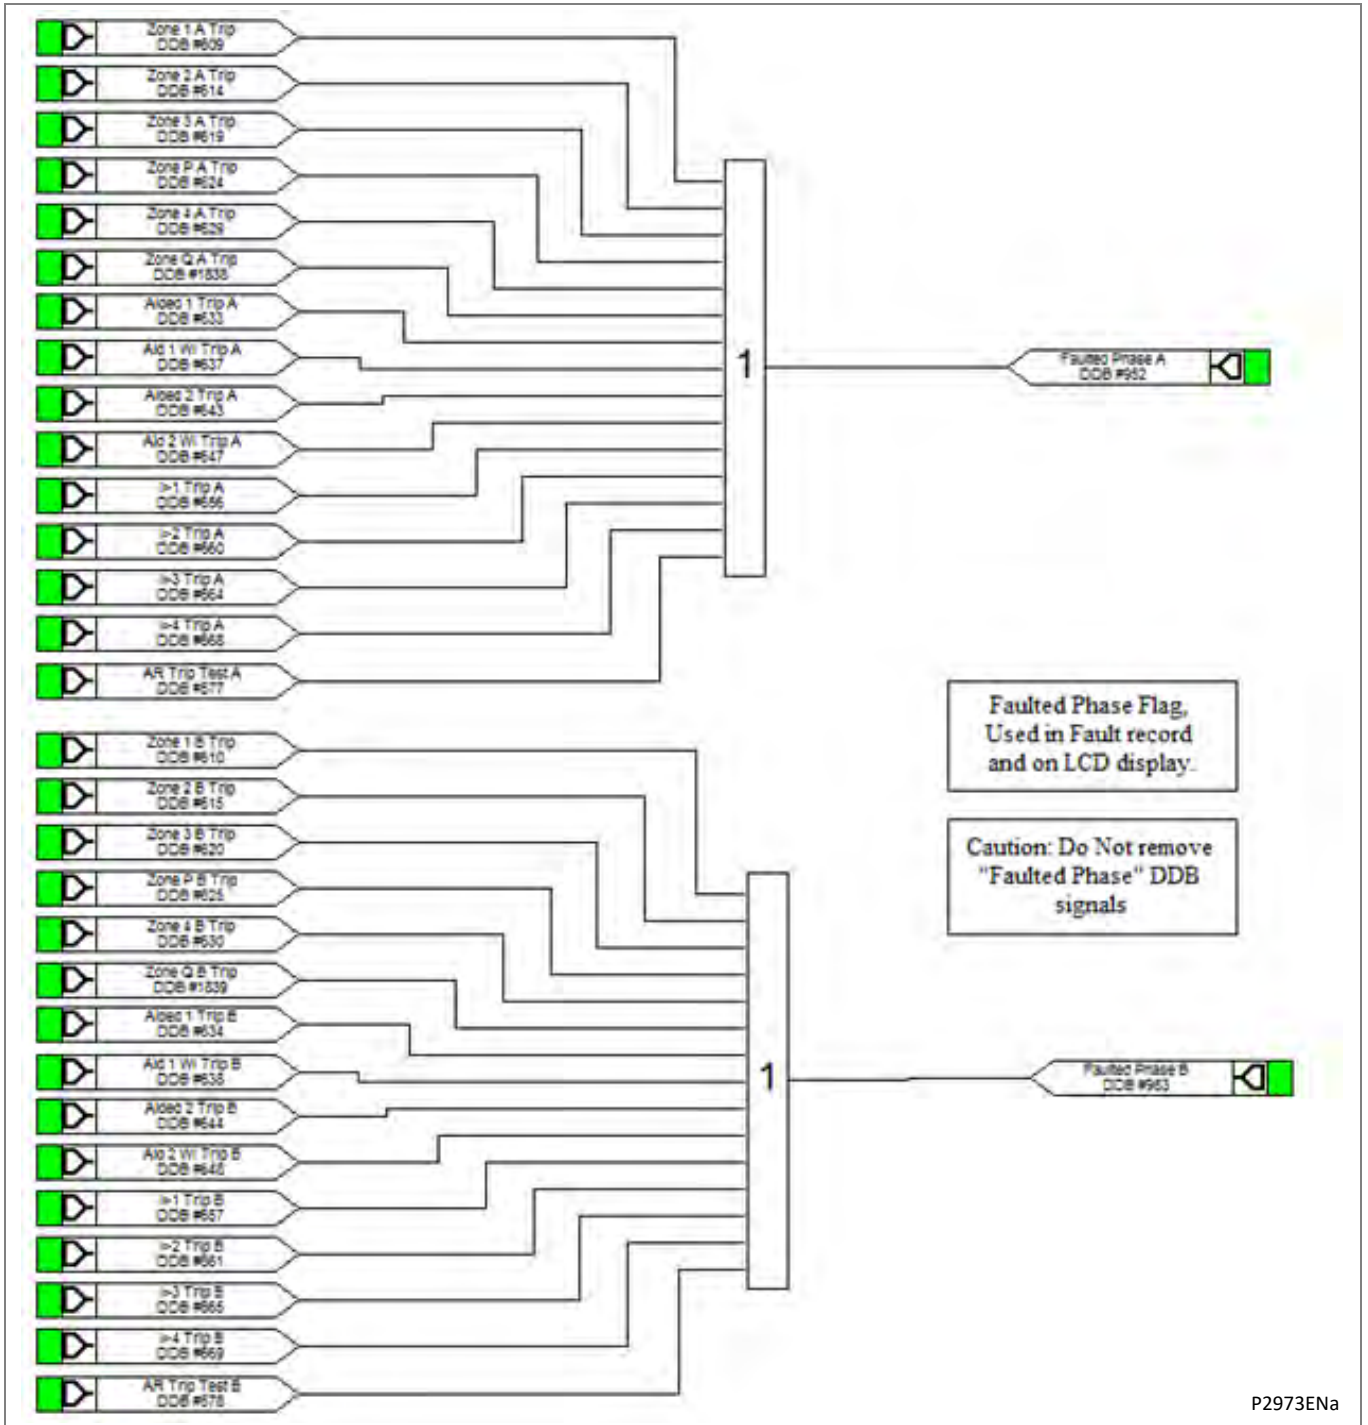 Zone 1 A Trip
DDB #609
Zone 2 A Trip
DDB #614
Zone 3 A Trip
DDB #619
Zone P A Trip
DDB #624
Zone 4 A Trip
DDB #629
Zone Q A Trip
DDB #1838
Aided 1 Trip A
DDB #633
Aid 1 WI Trip A
DDB #637
Aided 2 Trip A
DDB #643
Aid 2 WI Trip A
DDB #647
I>1 Trip A
DDB #656
I>2 Trip A
DDB #660
I>3 Trip A
DDB #664
I>4 Trip A
DDB #668
AR Trip Test A
DDB #577
1
Faulted Phase A
DDB #952
Faulted Phase Flag,
Used in Fault record
and on LCD display.
Caution: Do Not remove
"Faulted Phase" DDB
signals
Zone 1 B Trip
DDB #610
Zone 2 B Trip
DDB #615
Zone 3 B Trip
DDB #620
Zone P B Trip
DDB #625
Zone 4 B Trip
DDB #630
Zone Q B Trip
DDB #1839
Aided 1 Trip B
DDB #634
Aid 1 WI Trip B
DDB #638
Aided 2 Trip B
DDB #644
Aid 2 WI Trip B
DDB #648
I>1 Trip B
DDB #657
I>2 Trip B
DDB #661
I>3 Trip B
DDB #665
I>4 Trip B
DDB #669
AR Trip Test B
DDB #578
1
Faulted Phase B
DDB #953
P2973ENa